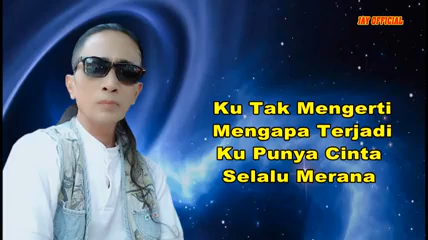 JAY OFFICIAL
Ku Tak Mengerti
Mengapa Terjadi
Ku Punya Cinta
Selalu Merana